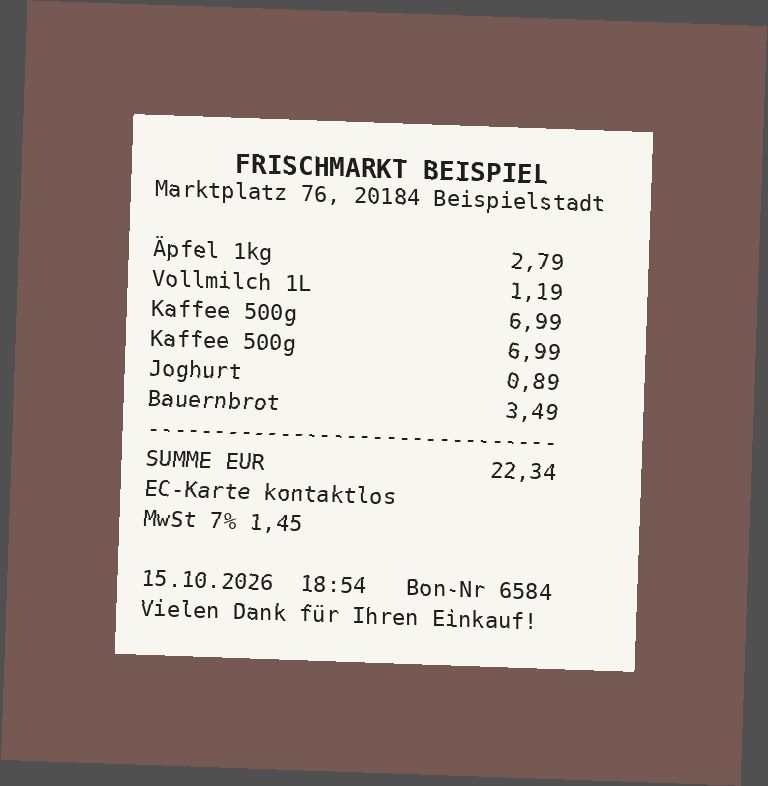 FRISCHMARKT BEISPIEL
Marktplatz 76, 20184 Beispielstadt
Äpfel 1kg 2,79
Vollmilch 1L 1,19
Kaffee 500g 6,99
Kaffee 500g 6,99
Joghurt 0,89
Bauernbrot 3,49
-------------------------------
SUMME EUR 22,34
EC-Karte kontaktlos
MwSt 7% 1,45
15.10.2026 18:54 Bon-Nr 6584
Vielen Dank für Ihren Einkauf!